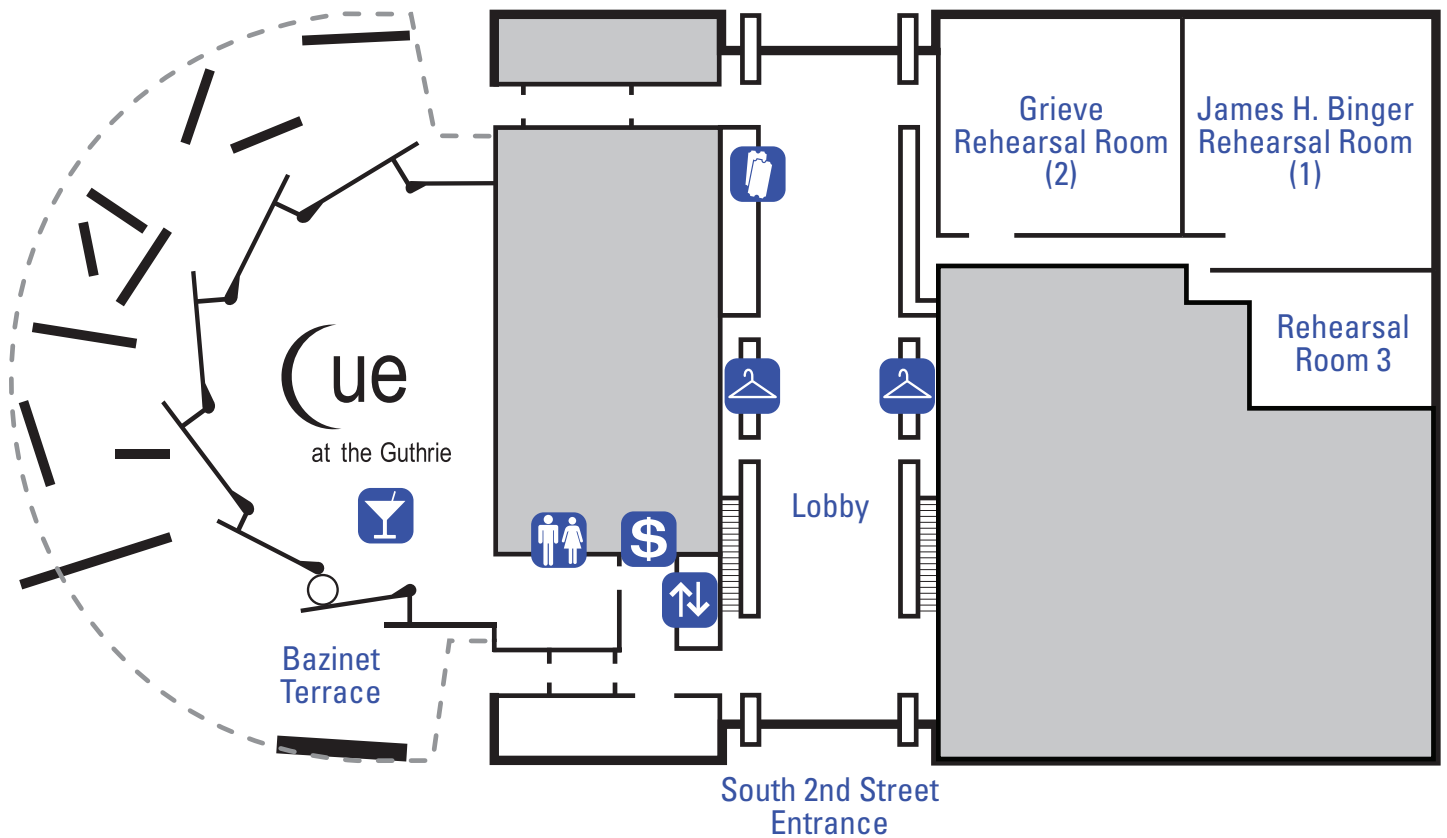 Grieve
Rehearsal Room
(2)
James H. Binger
Rehearsal Room
(1)
Rehearsal
Room 3
Cue
at the Guthrie
Lobby
$
Bazinet
Terrace
South 2nd Street
Entrance